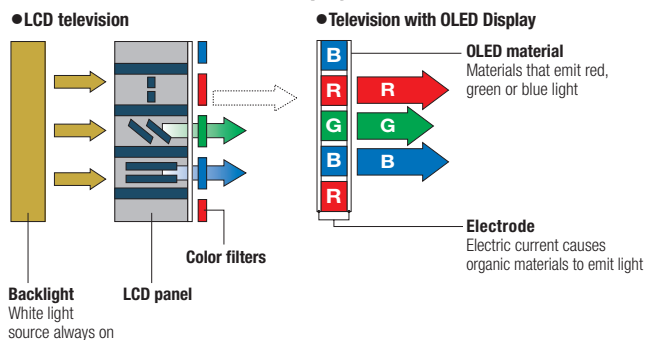 ●LCD television
Backlight
White light
source always on
LCD panel
Color filters
●Television with OLED Display
B
R
G
B
R
R
G
B
OLED material
Materials that emit red,
green or blue light
Electrode
Electric current causes
organic materials to emit light